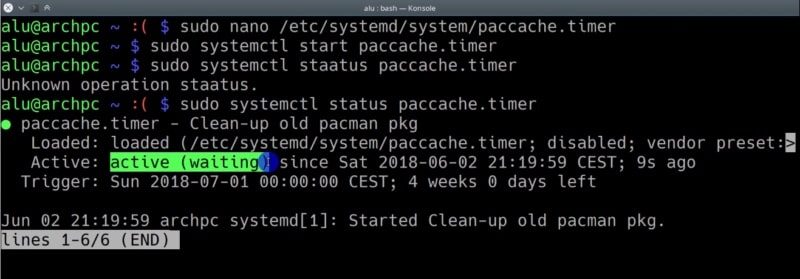 alu : bash — Konsole
alu@archpc ~ :( $ sudo nano /etc/systemd/system/paccache.timer
alu@archpc ~ $ sudo systemctl start paccache.timer
alu@archpc ~ $ sudo systemctl staatus paccache.timer
Unknown operation staatus.
alu@archpc ~ :( $ sudo systemctl status paccache.timer
● paccache.timer - Clean-up old pacman pkg
Loaded: loaded (/etc/systemd/system/paccache.timer; disabled; vendor preset:>
Active: active (waiting) since Sat 2018-06-02 21:19:59 CEST; 9s ago
Trigger: Sun 2018-07-01 00:00:00 CEST; 4 weeks 0 days left
Jun 02 21:19:59 archpc systemd[1]: Started Clean-up old pacman pkg.
lines 1-6/6 (END)